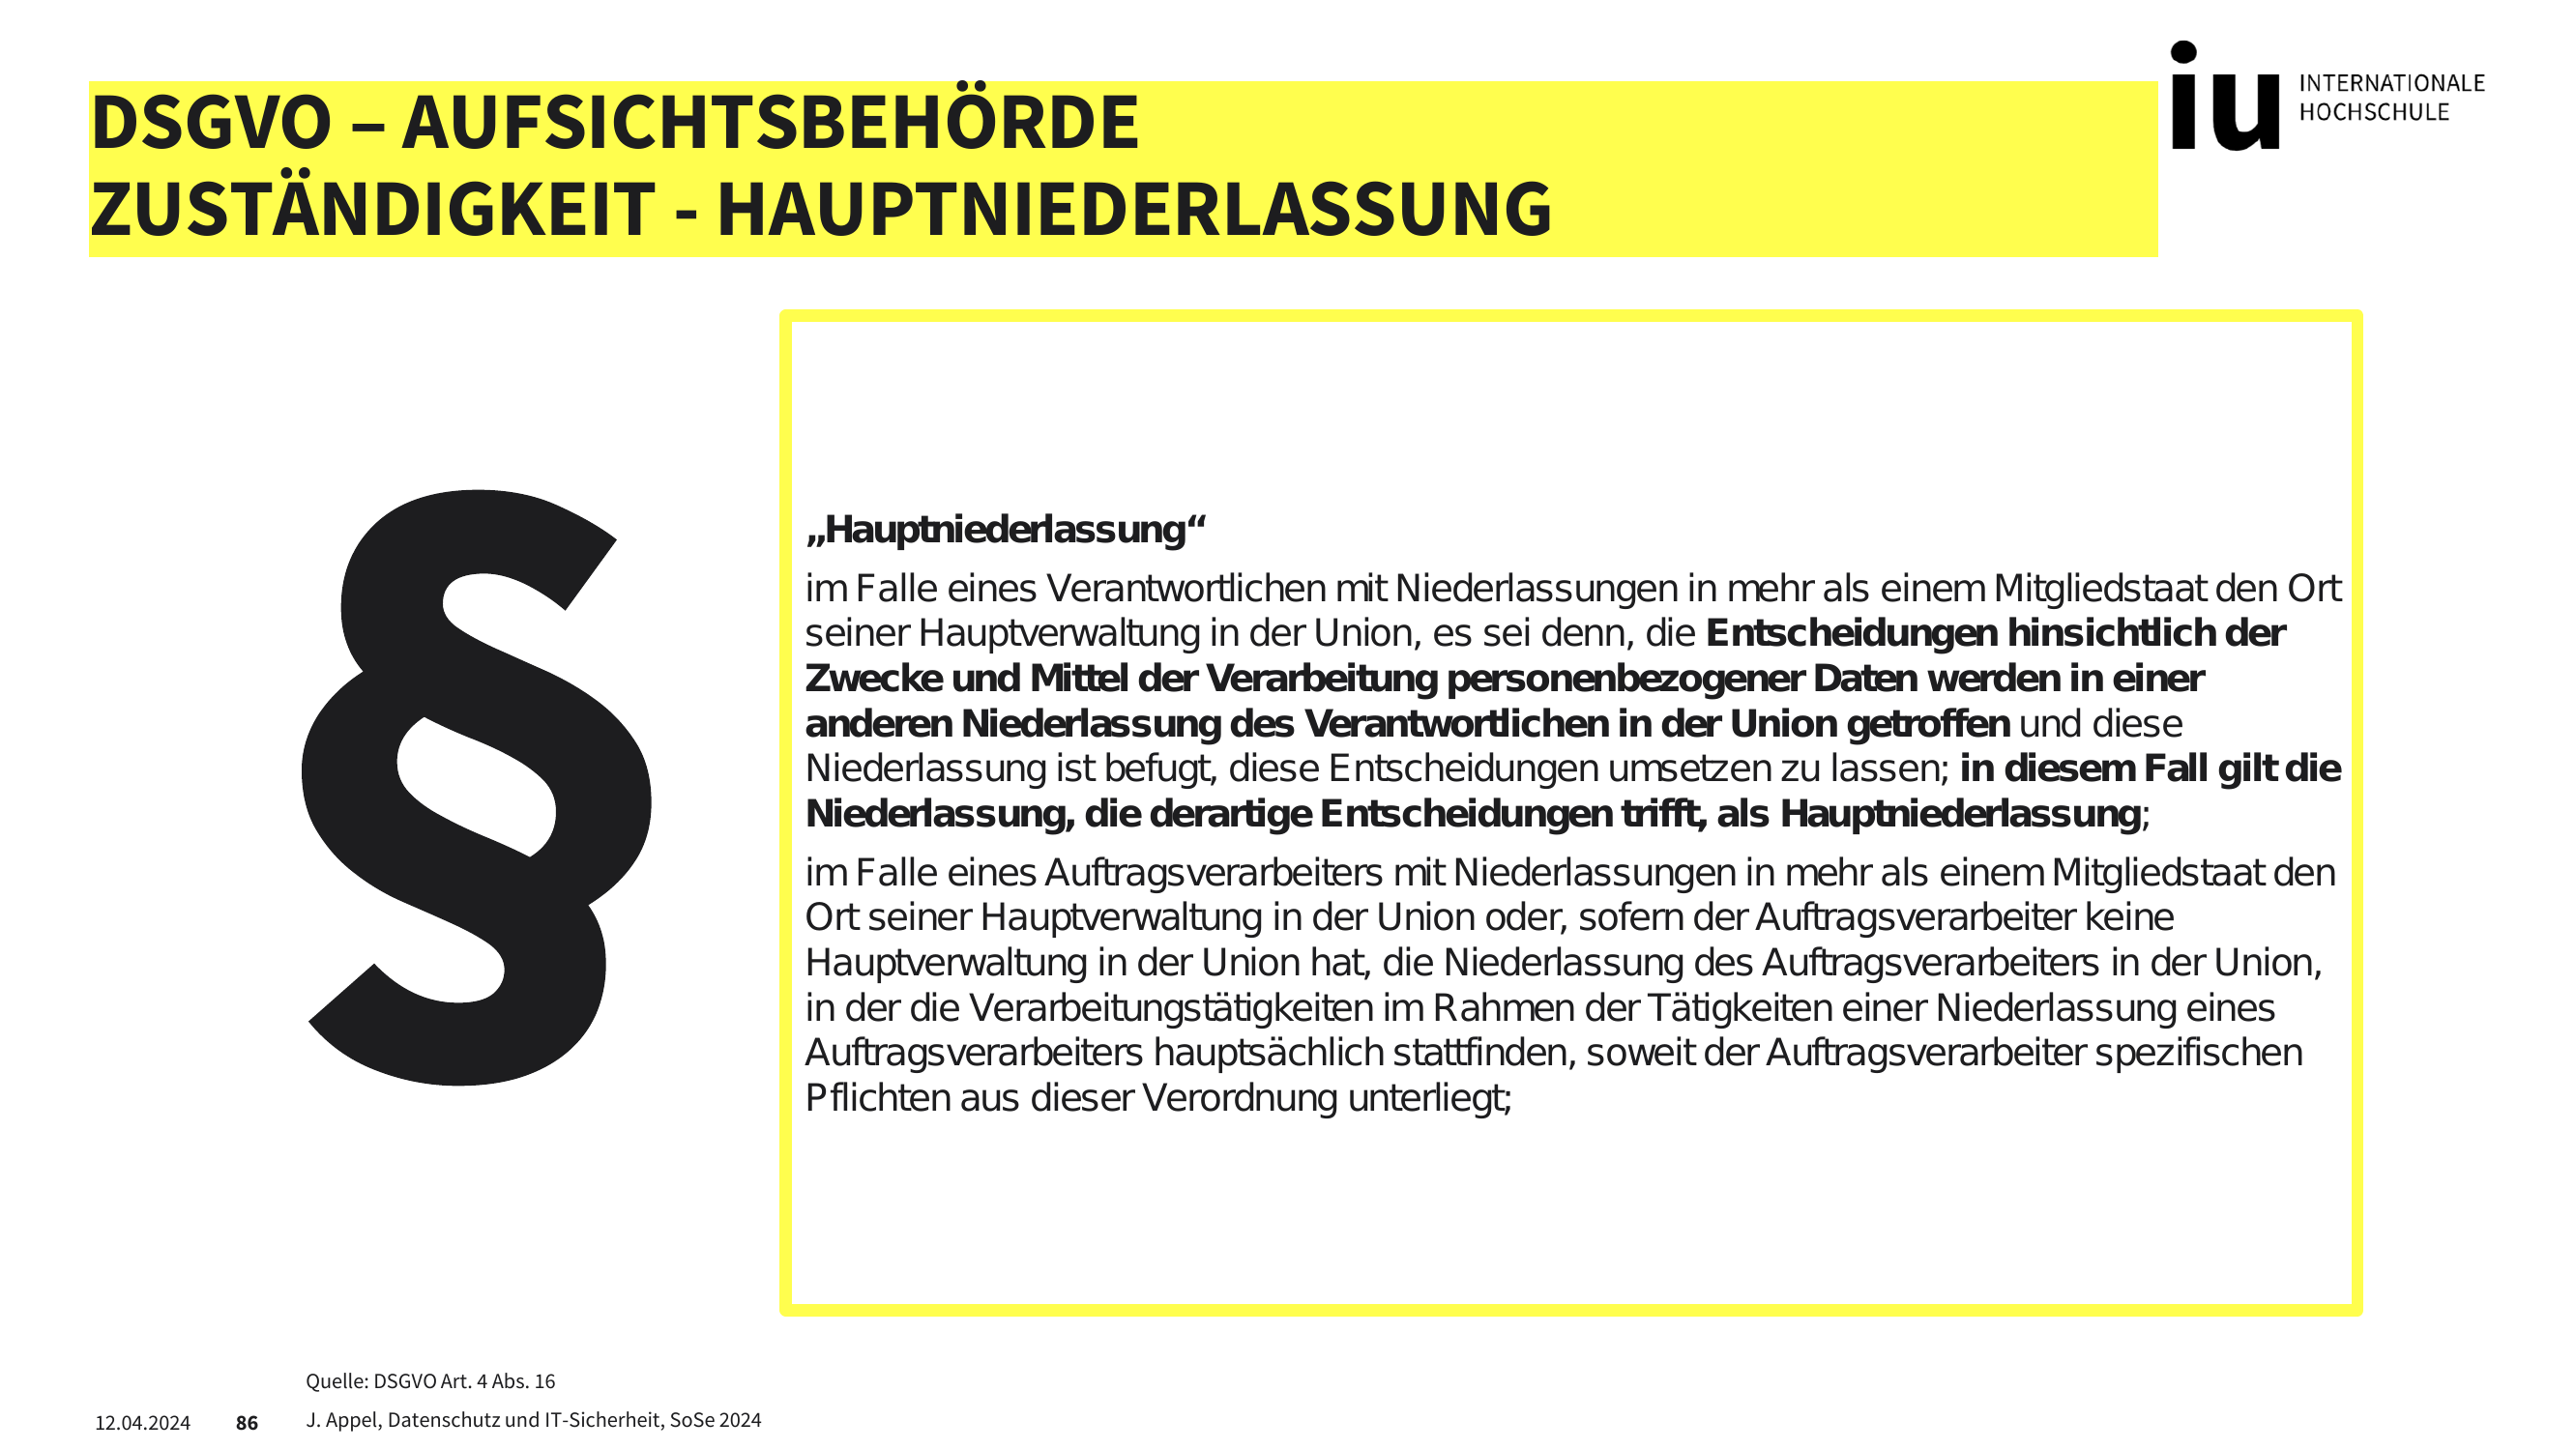 DSGVO – AUFSICHTSBEHÖRDE
ZUSTÄNDIGKEIT - HAUPTNIEDERLASSUNG
iu INTERNATIONALE
HOCHSCHULE
§
„Hauptniederlassung“
im Falle eines Verantwortlichen mit Niederlassungen in mehr als einem Mitgliedstaat den Ort
seiner Hauptverwaltung in der Union, es sei denn, die Entscheidungen hinsichtlich der
Zwecke und Mittel der Verarbeitung personenbezogener Daten werden in einer
anderen Niederlassung des Verantwortlichen in der Union getroffen und diese
Niederlassung ist befugt, diese Entscheidungen umsetzen zu lassen; in diesem Fall gilt die
Niederlassung, die derartige Entscheidungen trifft, als Hauptniederlassung;
im Falle eines Auftragsverarbeiters mit Niederlassungen in mehr als einem Mitgliedstaat den
Ort seiner Hauptverwaltung in der Union oder, sofern der Auftragsverarbeiter keine
Hauptverwaltung in der Union hat, die Niederlassung des Auftragsverarbeiters in der Union,
in der die Verarbeitungstätigkeiten im Rahmen der Tätigkeiten einer Niederlassung eines
Auftragsverarbeiters hauptsächlich stattfinden, soweit der Auftragsverarbeiter spezifischen
Pflichten aus dieser Verordnung unterliegt;
Quelle: DSGVO Art. 4 Abs. 16
12.04.2024 86 J. Appel, Datenschutz und IT-Sicherheit, SoSe 2024